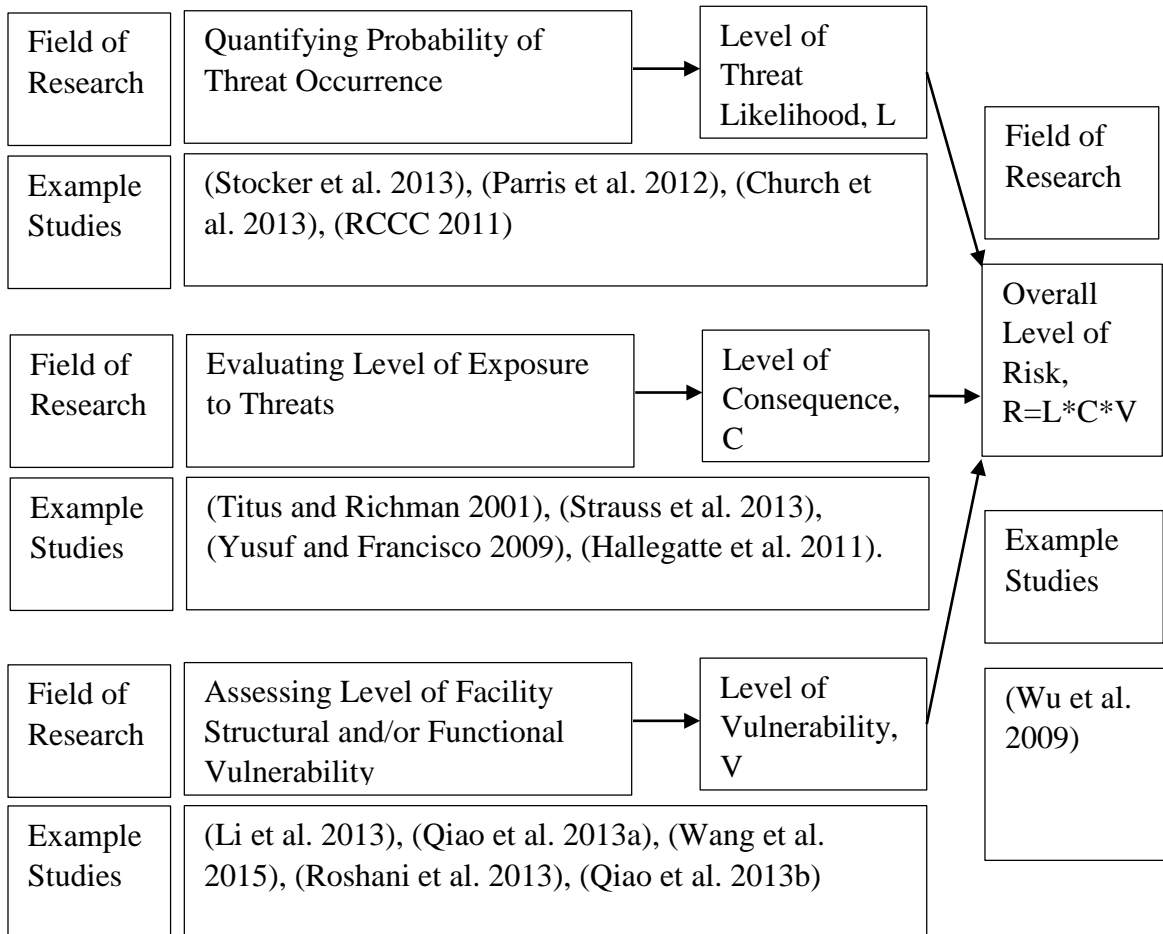 Field of
Research
Quantifying Probability of
Threat Occurrence
Level of
Threat
Likelihood, L
Example
Studies
(Stocker et al. 2013), (Parris et al. 2012), (Church et
al. 2013), (RCCC 2011)
Field of
Research
Evaluating Level of Exposure
to Threats
Level of
Consequence,
C
Example
Studies
(Titus and Richman 2001), (Strauss et al. 2013),
(Yusuf and Francisco 2009), (Hallegatte et al. 2011).
Field of
Research
Assessing Level of Facility
Structural and/or Functional
Vulnerability
Level of
Vulnerability,
V
Example
Studies
(Li et al. 2013), (Qiao et al. 2013a), (Wang et al.
2015), (Roshani et al. 2013), (Qiao et al. 2013b)
Field of
Research
Overall
Level of
Risk,
R=L*C*V
Example
Studies
(Wu et al.
2009)